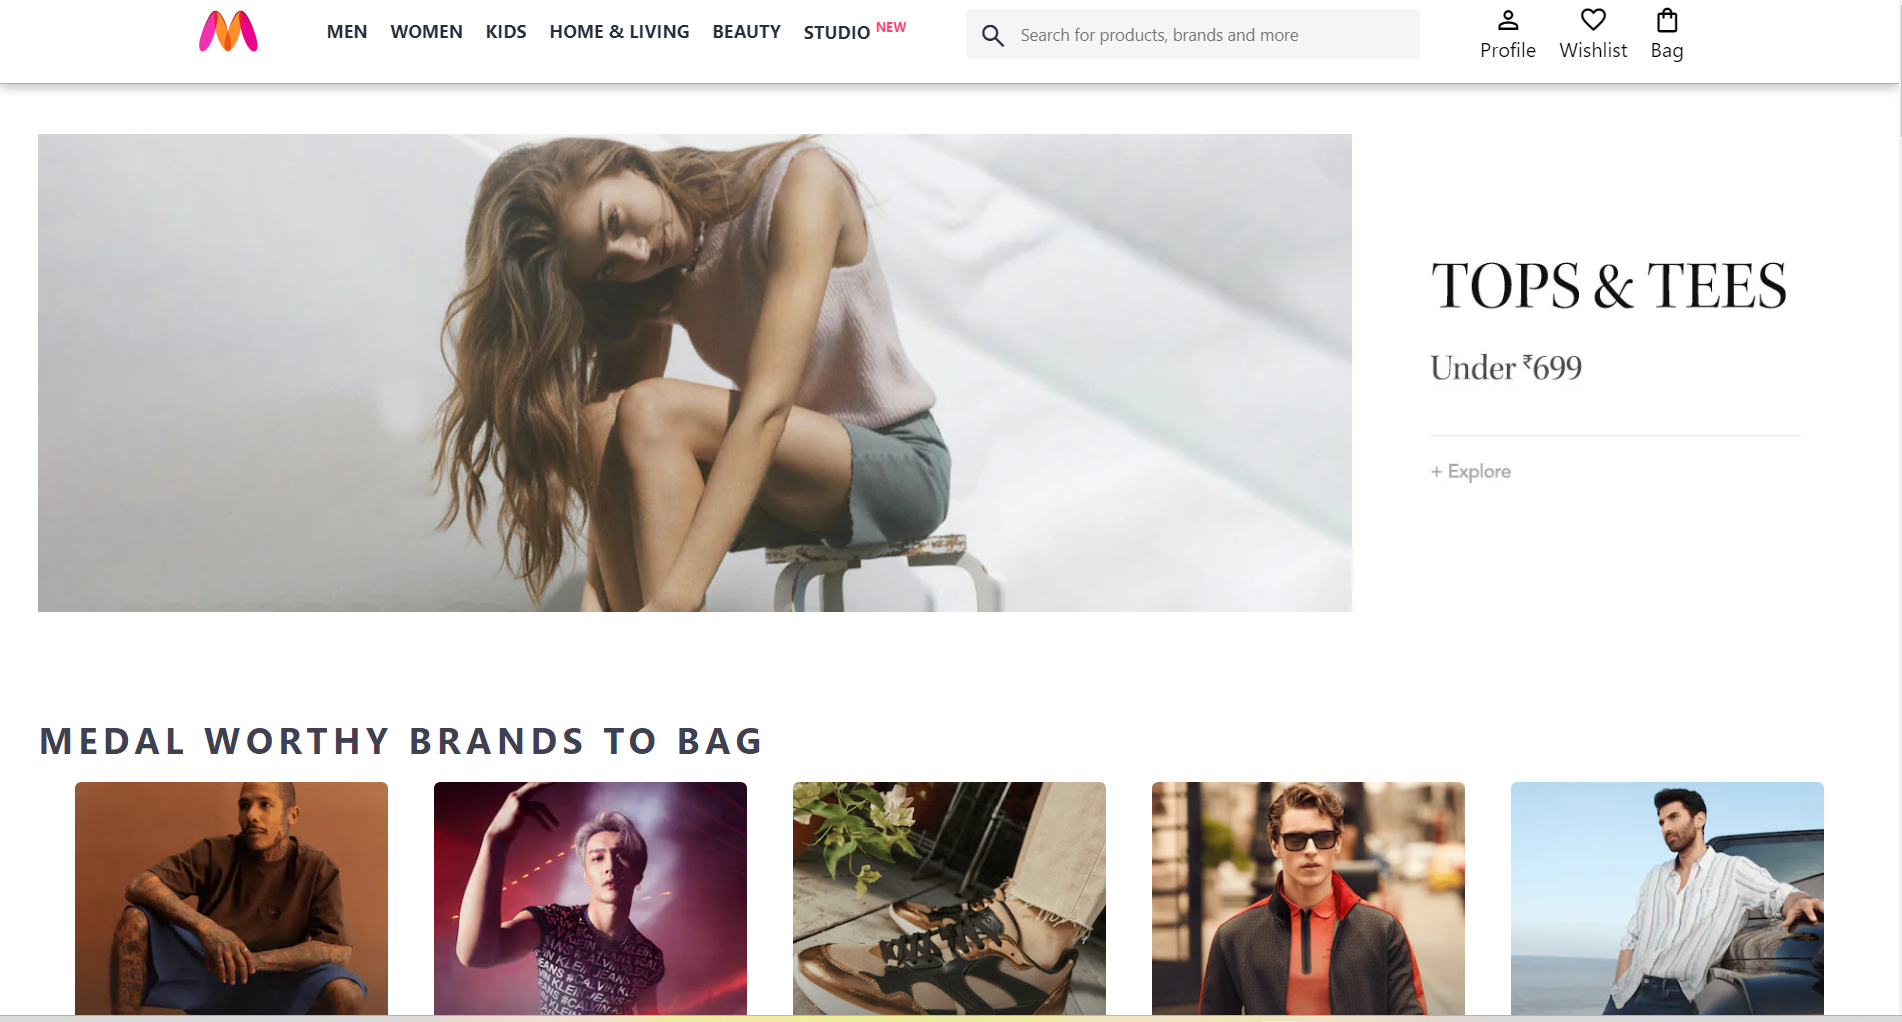 MEN WOMEN KIDS HOME & LIVING BEAUTY STUDIO NEW
Search for products, brands and more
Profile Wishlist Bag
TOPS & TEES
Under ₹699
+ Explore
MEDAL WORTHY BRANDS TO BAG